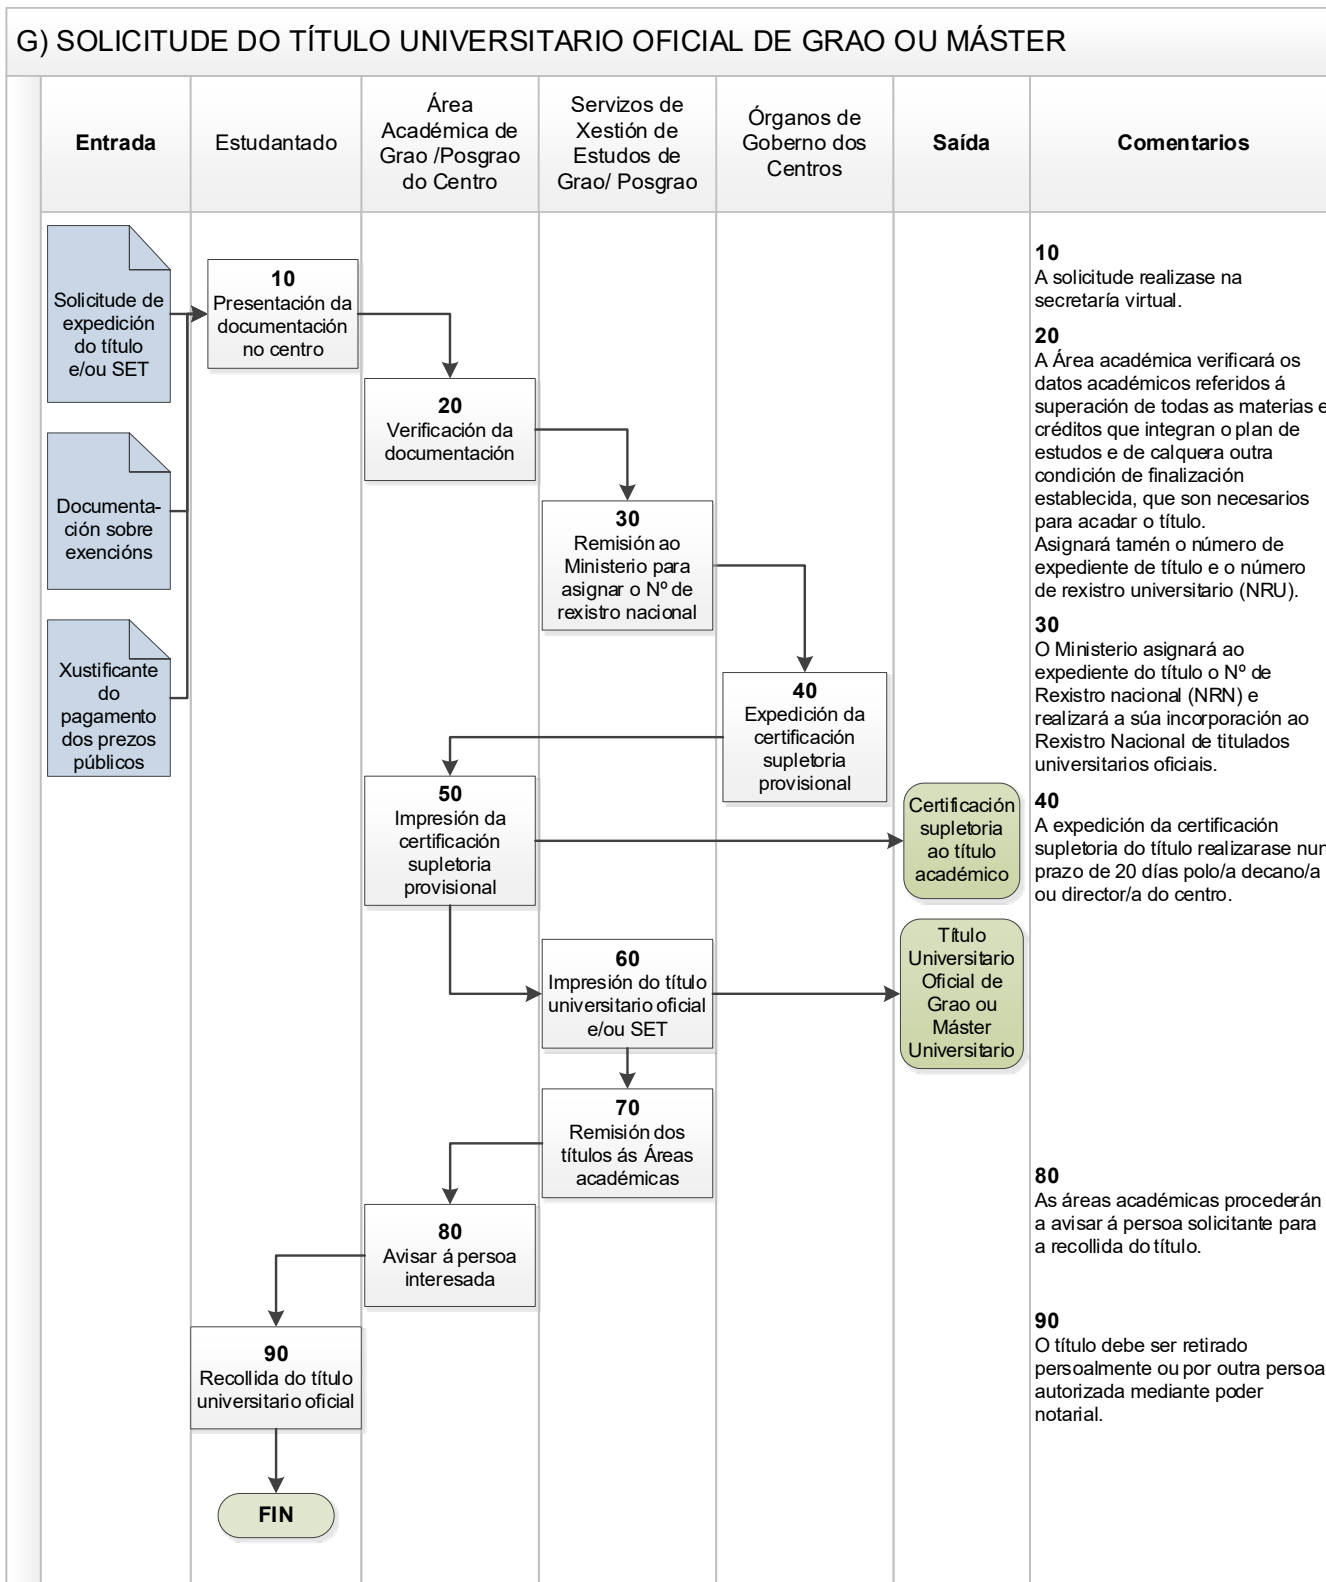 G) SOLICITUDE DO TÍTULO UNIVERSITARIO OFICIAL DE GRAO OU MÁSTER
Entrada
Estudantado
Área
Académica de
Grao /Posgrao
do Centro
Servizos de
Xestión de
Estudos de
Grao/ Posgrao
Órganos de
Goberno dos
Centros
Saída
Comentarios
Solicitude de
expedición
do título
e/ou SET
Documenta-
ción sobre
exencións
Xustificante
do
pagamento
dos prezos
públicos
10
Presentación da
documentación
no centro
20
Verificación da
documentación
30
Remisión ao
Ministerio para
asignar o Nº de
rexistro nacional
40
Expedición da
certificación
supletoria
provisional
50
Impresión da
certificación
supletoria
provisional
Certificación
supletoria
ao título
académico
60
Impresión do título
universitario oficial
e/ou SET
Título
Universitario
Oficial de
Grao ou
Máster
Universitario
70
Remisión dos
títulos ás Áreas
académicas
80
Avisar á persoa
interesada
90
Recollida do título
universitario oficial
FIN
10
A solicitude realizase na
secretaría virtual.
20
A Área académica verificará os
datos académicos referidos á
superación de todas as materias e
créditos que integran o plan de
estudos e de calquera outra
condición de finalización
establecida, que son necesarios
para acadar o título.
Asignará tamén o número de
expediente de título e o número
de rexistro universitario (NRU).
30
O Ministerio asignará ao
expediente do título o Nº de
Rexistro nacional (NRN) e
realizará a súa incorporación ao
Rexistro Nacional de titulados
universitarios oficiais.
40
A expedición da certificación
supletoria do título realizarase nun
prazo de 20 días polo/a decano/a
ou director/a do centro.
80
As áreas académicas procederán
a avisar á persoa solicitante para
a recollida do título.
90
O título debe ser retirado
persoalmente ou por outra persoa
autorizada mediante poder
notarial.